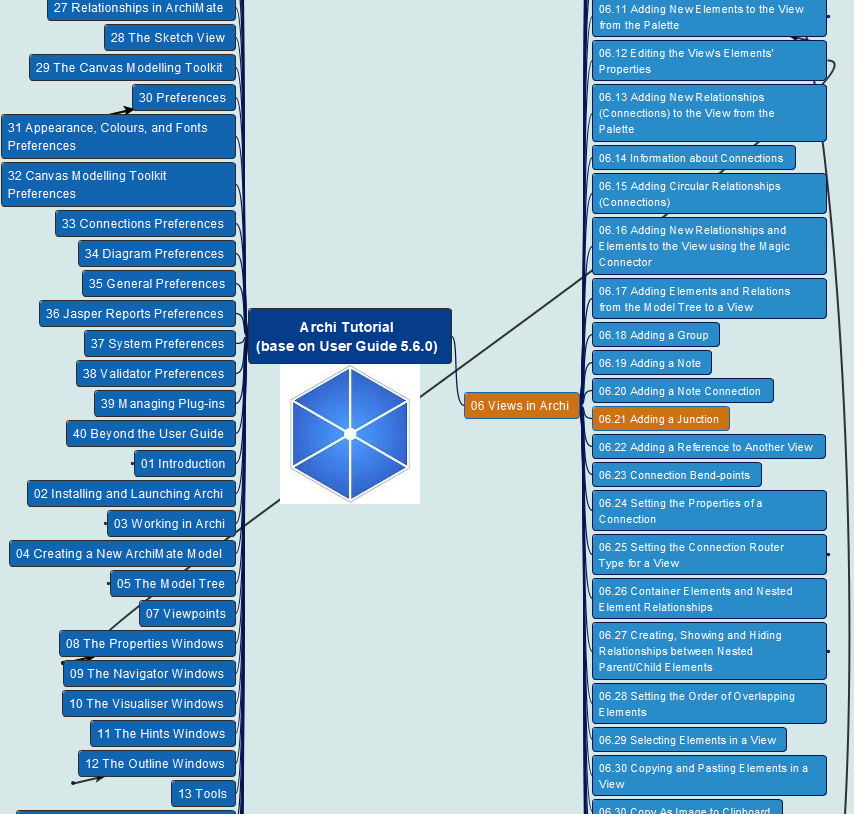 27 Relationships in ArchiMate
28 The Sketch View
29 The Canvas Modelling Toolkit
30 Preferences
31 Appearance, Colours, and Fonts
Preferences
32 Canvas Modelling Toolkit
Preferences
33 Connections Preferences
34 Diagram Preferences
35 General Preferences
36 Jasper Reports Preferences
37 System Preferences
38 Validator Preferences
39 Managing Plug-ins
40 Beyond the User Guide
01 Introduction
02 Installing and Launching Archi
03 Working in Archi
04 Creating a New ArchiMate Model
05 The Model Tree
07 Viewpoints
08 The Properties Windows
09 The Navigator Windows
10 The Visualiser Windows
11 The Hints Windows
12 The Outline Windows
13 Tools
Archi Tutorial
(base on User Guide 5.6.0)
06 Views in Archi
06.11 Adding New Elements to the View
from the Palette
06.12 Editing the View's Elements'
Properties
06.13 Adding New Relationships
(Connections) to the View from the
Palette
06.14 Information about Connections
06.15 Adding Circular Relationships
(Connections)
06.16 Adding New Relationships and
Elements to the View using the Magic
Connector
06.17 Adding Elements and Relations
from the Model Tree to a View
06.18 Adding a Group
06.19 Adding a Note
06.20 Adding a Note Connection
06.21 Adding a Junction
06.22 Adding a Reference to Another View
06.23 Connection Bend-points
06.24 Setting the Properties of a
Connection
06.25 Setting the Connection Router
Type for a View
06.26 Container Elements and Nested
Element Relationships
06.27 Creating, Showing and Hiding
Relationships between Nested
Parent/Child Elements
06.28 Setting the Order of Overlapping
Elements
06.29 Selecting Elements in a View
06.30 Copying and Pasting Elements in a
View
06.30 Copy As Image to Clipboard